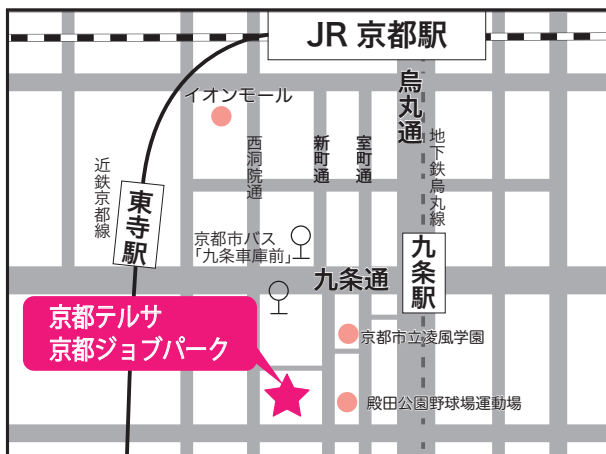 JR 京都駅
烏丸通
イオンモール
西洞院通
新町通
室町通
地下鉄烏丸線
近鉄京都線
東寺駅
京都市バス
「九条車庫前」
九条通
九条駅
京都テルサ
京都ジョブパーク
京都市立凌風学園
殿田公園野球場運動場